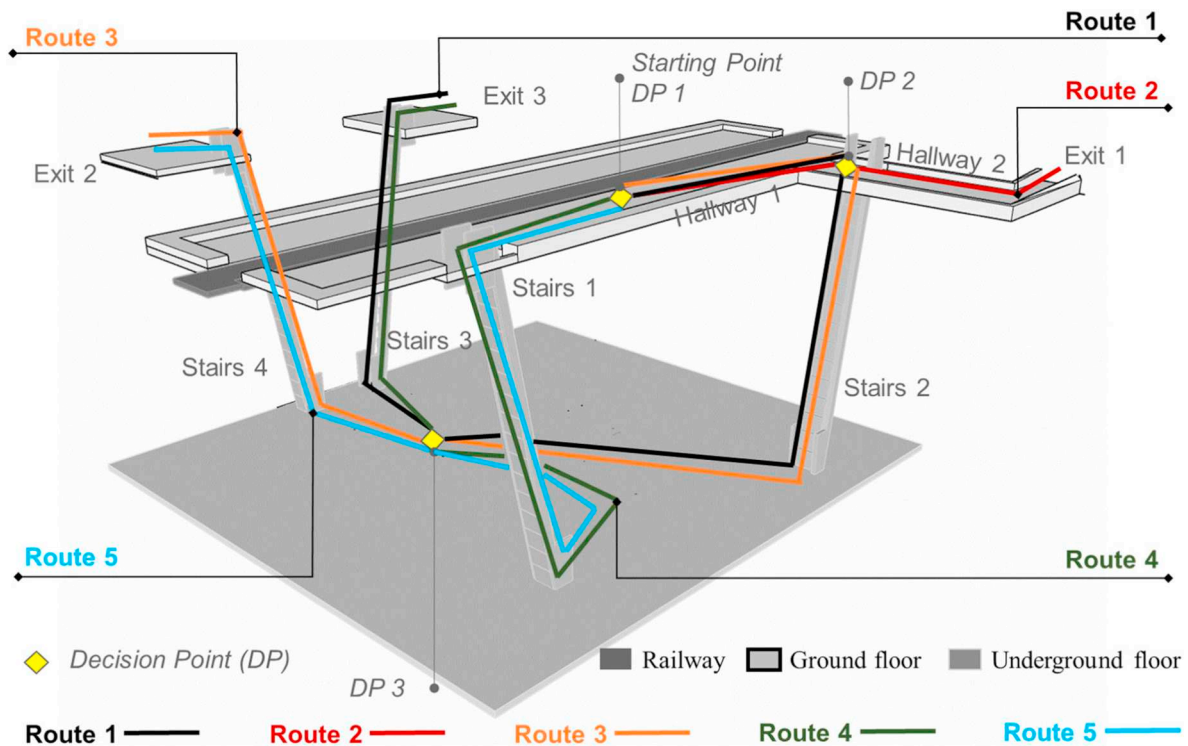 Route 1
Route 3
Starting Point
DP 1
DP 2
Route 2
Exit 3
Hallway 2
Exit 1
Exit 2
Hallway 1
Stairs 1
Stairs 3
Stairs 4
Stairs 2
Route 5
Route 4
Decision Point (DP)
Railway
Ground floor
Underground floor
DP 3
Route 1
Route 2
Route 3
Route 4
Route 5